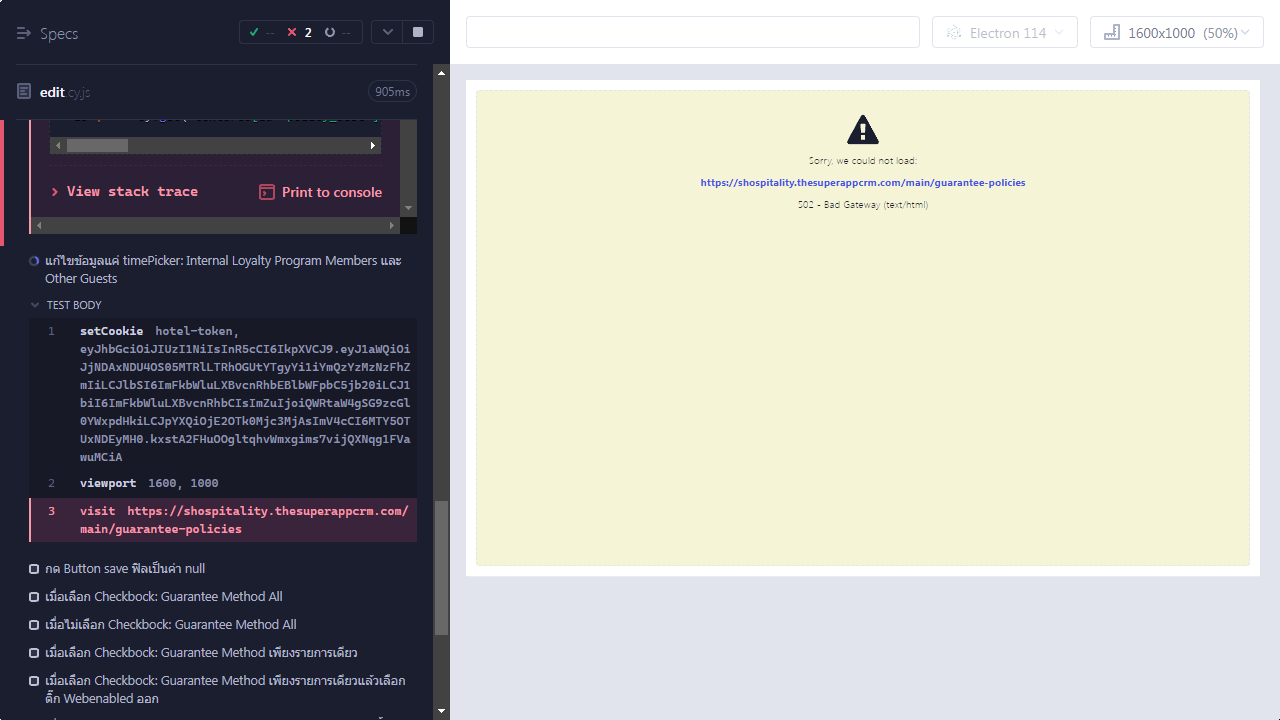 Specs
-- 2 --
edit cy.js
905ms
View stack trace
Print to console
แก้ไขข้อมูลแค่ timePicker: Internal Loyalty Program Members และ
Other Guests
TEST BODY
1 setCookie hotel-token,
eyJhbGciOiJIUzI1NiIsInR5cCI6IkpXVCJ9.eyJ1aWQiOi
JjNDAxNDU4OS05MTRlLTRhOGUtYTgyYi1iYmQzYzMzNzFhZ
mIiLCJlbSI6ImFkbWluLXBvcnRhbEBlbWFpbC5jb20iLCJ1
biI6ImFkbWluLXBvcnRhbCIsImZuIjoiQWRtaW4gSG9zcGl
0YWxpdHkiLCJpYXQiOjE2OTk0Mjc3MjAsImV4cCI6MTY5OT
UxNDEyMH0.kxstA2FHuOOgltqhvWmxgims7vijQXNqg1FVa
wuMCiA
2 viewport 1600, 1000
3 visit https://shospitality.thesuperappcrm.com/
main/guarantee-policies
กด Button save ฟิลเป็นค่า null
เมื่อเลือก Checkbock: Guarantee Method All
เมื่อไม่เลือก Checkbock: Guarantee Method All
เมื่อเลือก Checkbock: Guarantee Method เพียงรายการเดียว
เมื่อเลือก Checkbock: Guarantee Method เพียงรายการเดียวแล้วเลือก
ติ๊ก Webenabled ออก
Electron 114
1600x1000 (50%)
Sorry, we could not load:
https://shospitality.thesuperappcrm.com/main/guarantee-policies
502 - Bad Gateway (text/html)